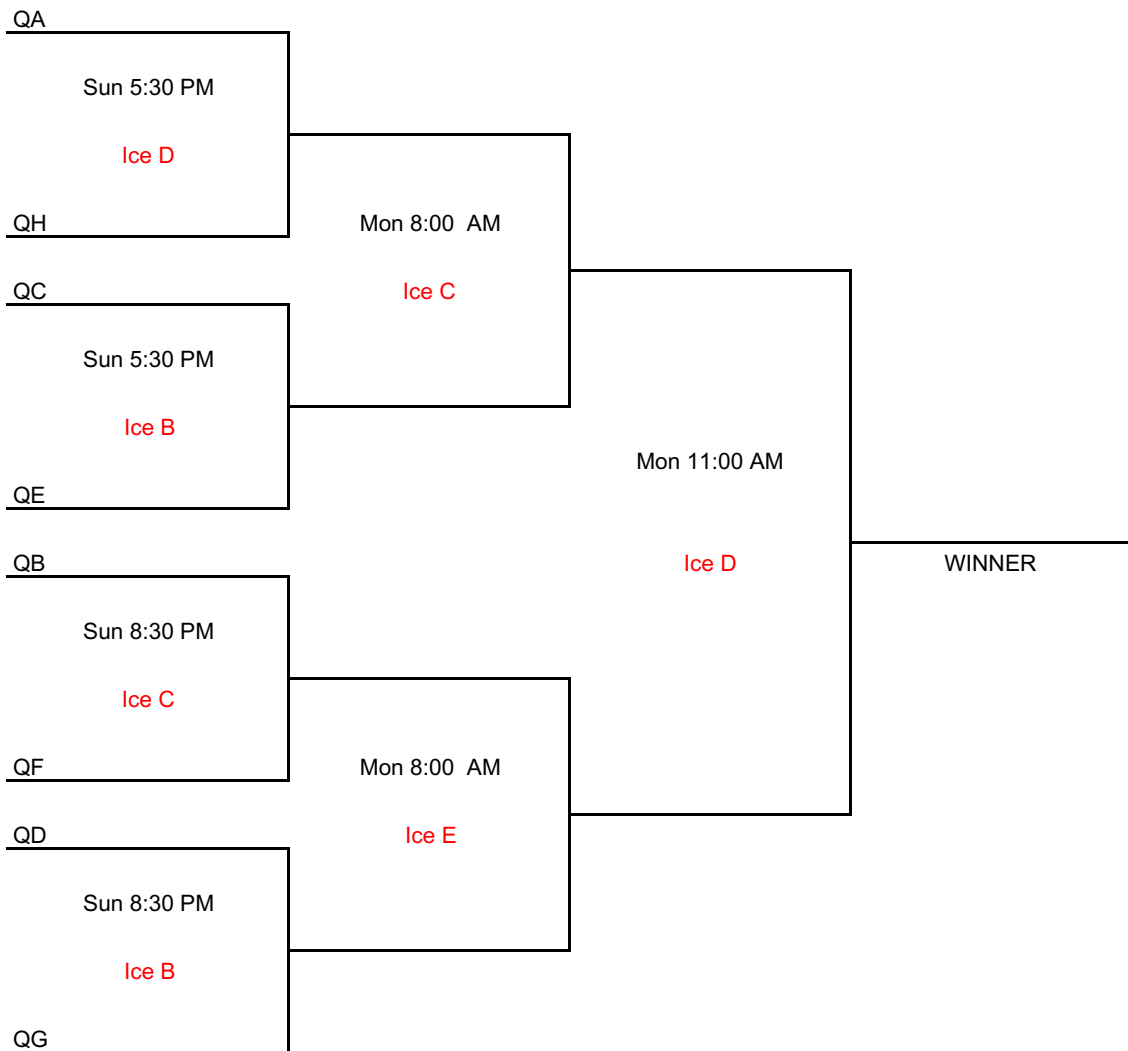 QA
Sun 5:30 PM
Ice D
QH
Mon 8:00  AM
QC
Ice C
Sun 5:30 PM
Ice B
Mon 11:00 AM
QE
QB
Ice D
WINNER
Sun 8:30 PM
Ice C
QF
Mon 8:00  AM
QD
Ice E
Sun 8:30 PM
Ice B
QG